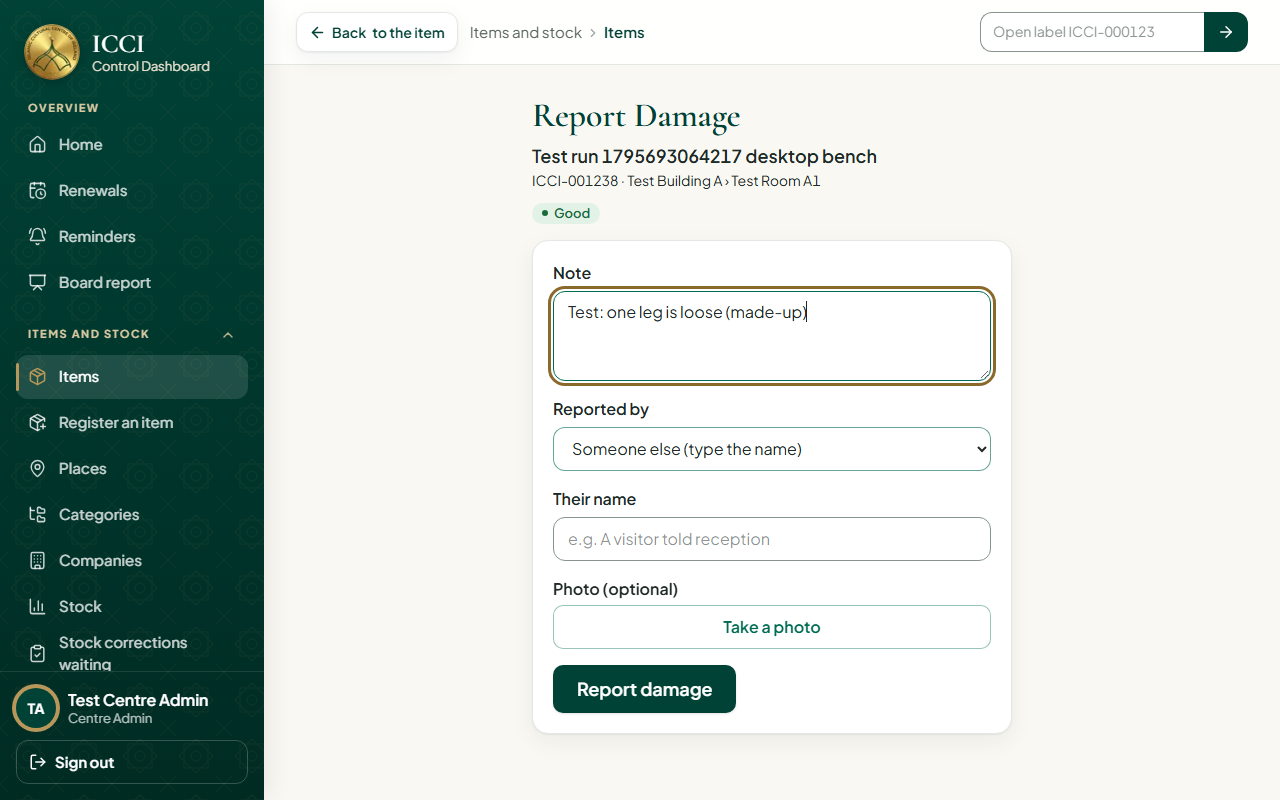 ICCI
Control Dashboard
OVERVIEW
Home
Renewals
Reminders
Board report
ITEMS AND STOCK
Items
Register an item
Places
Categories
Companies
Stock
Stock corrections
waiting
TA
Test Centre Admin
Centre Admin
Sign out
Back to the item
Items and stock › Items
Open label ICCI-000123
Report Damage
Test run 1795693064217 desktop bench
ICCI-001238 · Test Building A › Test Room A1
Good
Note
Test: one leg is loose (made-up)
Reported by
Someone else (type the name)
Their name
e.g. A visitor told reception
Photo (optional)
Take a photo
Report damage